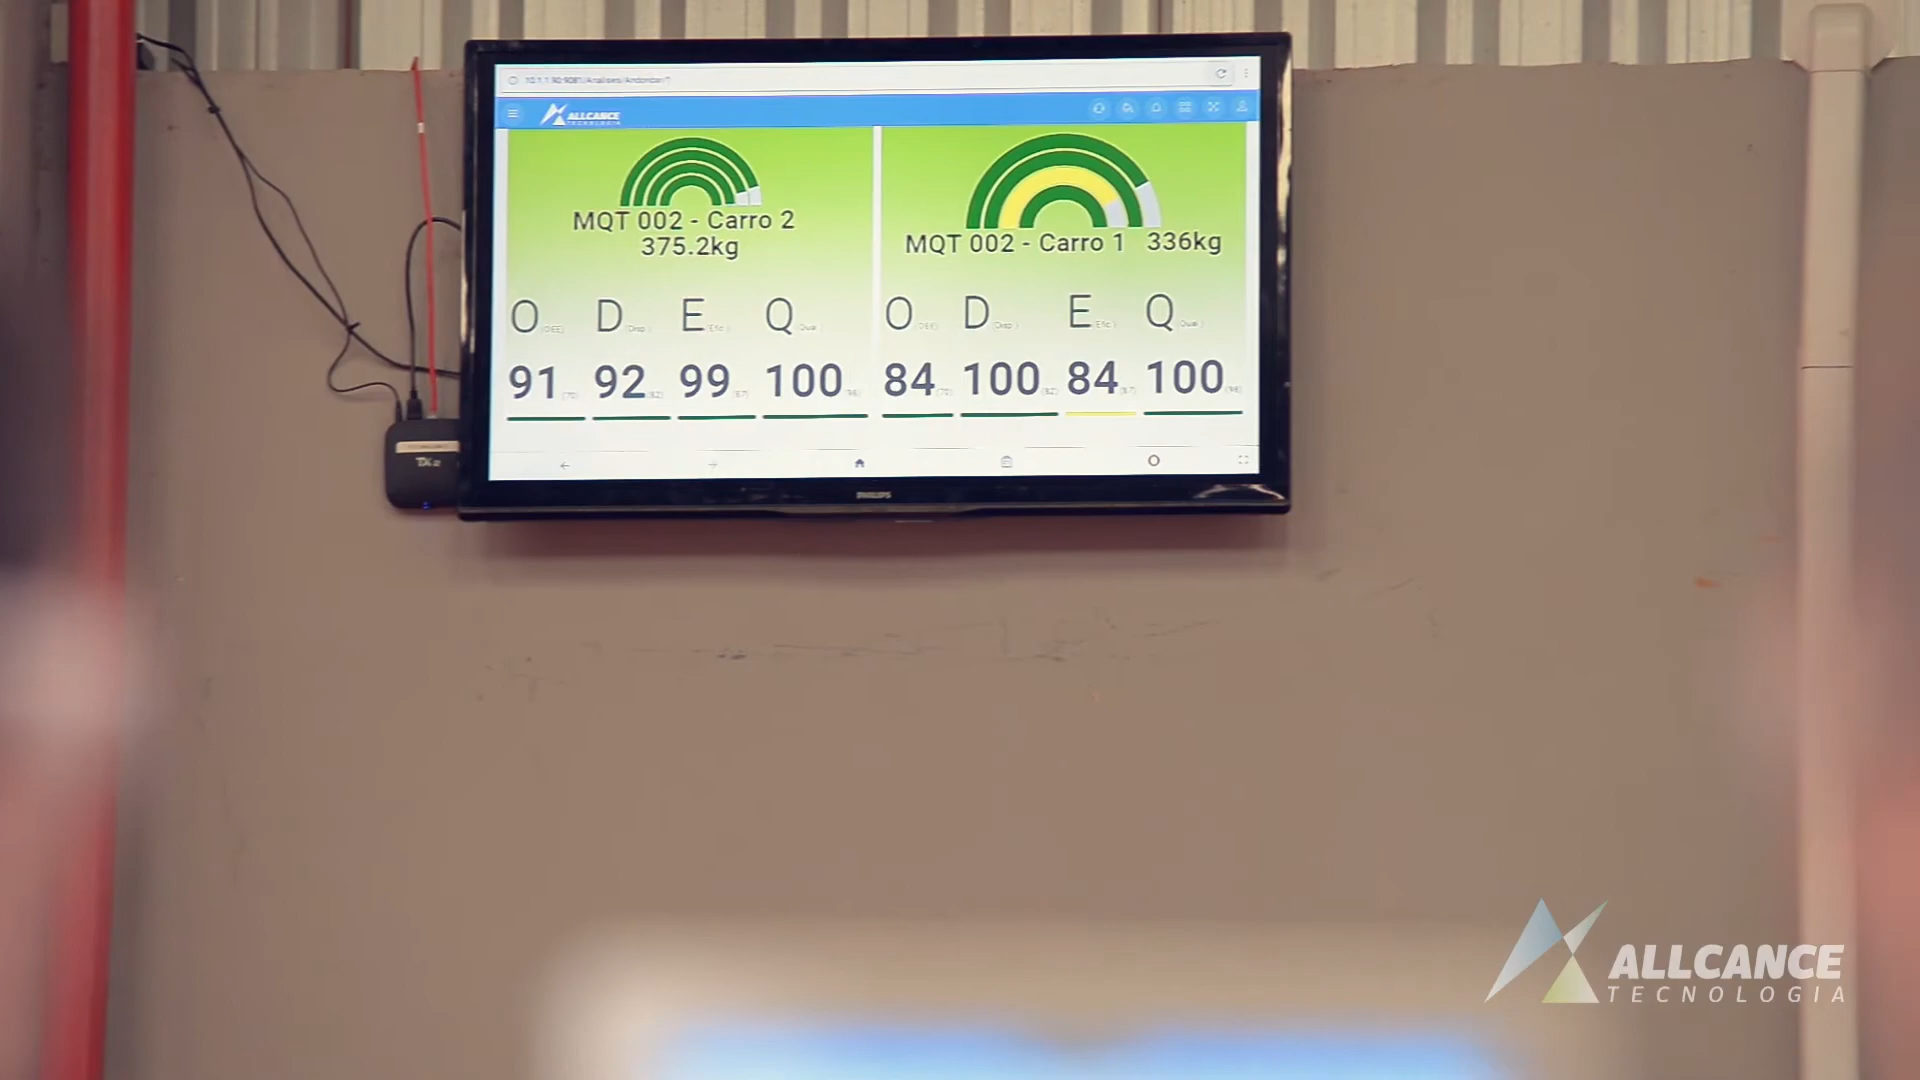 ALLCANCE
TECNOLOGIA
MQT 002 - Carro 2
375.2kg
O D E Q
91 92 99 100
MQT 002 - Carro 1 336kg
O D E Q
84 100 84 100
PHILIPS
ALLCANCE
TECNOLOGIA